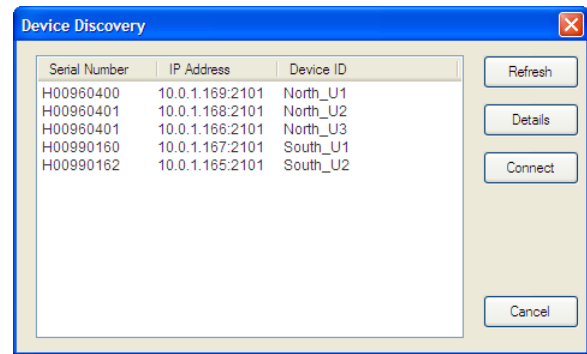 Device Discovery
Serial Number IP Address Device ID
H00960400 10.0.1.169:2101 North_U1
H00960401 10.0.1.168:2101 North_U2
H00960401 10.0.1.166:2101 North_U3
H00990160 10.0.1.167:2101 South_U1
H00990162 10.0.1.165:2101 South_U2
Refresh
Details
Connect
Cancel